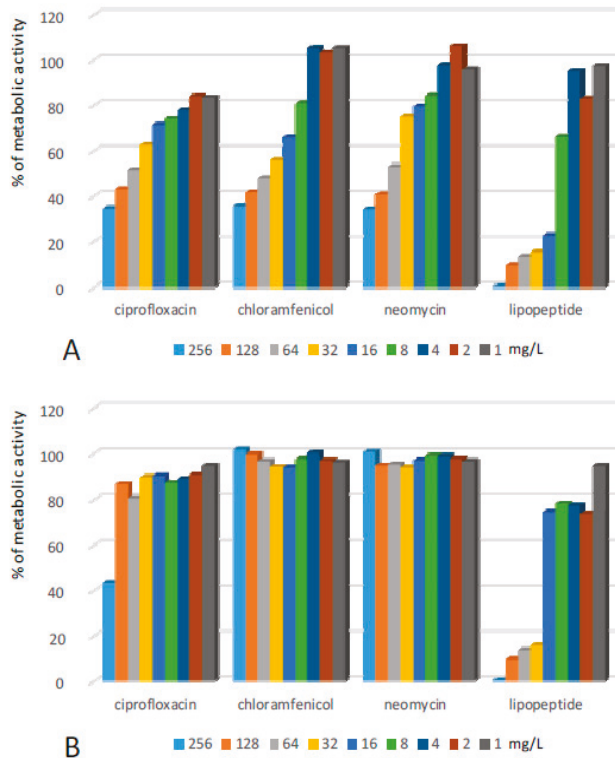 120
100
80
60
40
20
0
% of metabolic activity
ciprofloxacin chloramfenicol neomycin lipopeptide
A
256 128 64 32 16 8 4 2 1 mg/L
120
100
80
60
40
20
0
% of metabolic activity
ciprofloxacin chloramfenicol neomycin lipopeptide
B
256 128 64 32 16 8 4 2 1 mg/L